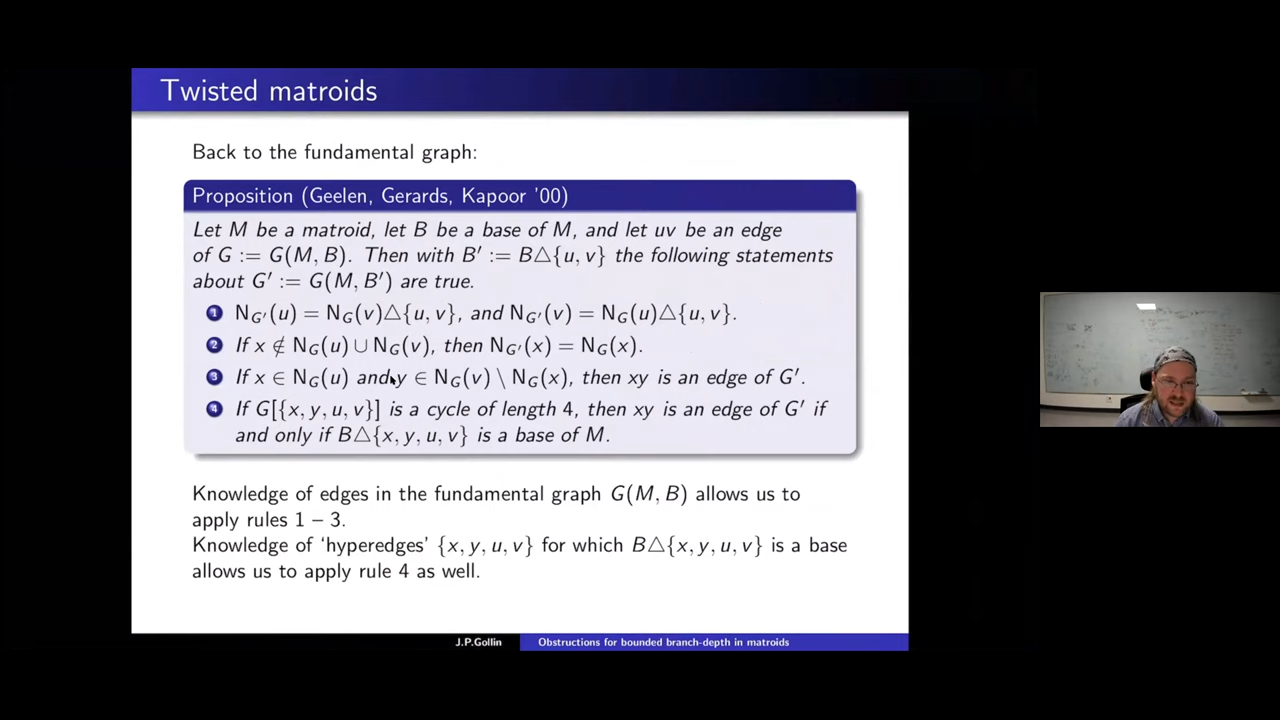 Twisted matroids
Back to the fundamental graph:
Proposition (Geelen, Gerards, Kapoor '00)
Let M be a matroid, let B be a base of M, and let uv be an edge
of G := G(M, B). Then with B′ := B△{u, v} the following statements
about G′ := G(M, B′) are true.
1 N_G′(u) = N_G(v)△{u, v}, and N_G′(v) = N_G(u)△{u, v}.
2 If x ∉ N_G(u) ∪ N_G(v), then N_G′(x) = N_G(x).
3 If x ∈ N_G(u) and y ∈ N_G(v) \ N_G(x), then xy is an edge of G′.
4 If G[{x, y, u, v}] is a cycle of length 4, then xy is an edge of G′ if
and only if B△{x, y, u, v} is a base of M.
Knowledge of edges in the fundamental graph G(M, B) allows us to
apply rules 1 – 3.
Knowledge of 'hyperedges' {x, y, u, v} for which B△{x, y, u, v} is a base
allows us to apply rule 4 as well.
J.P.Gollin Obstructions for bounded branch-depth in matroids